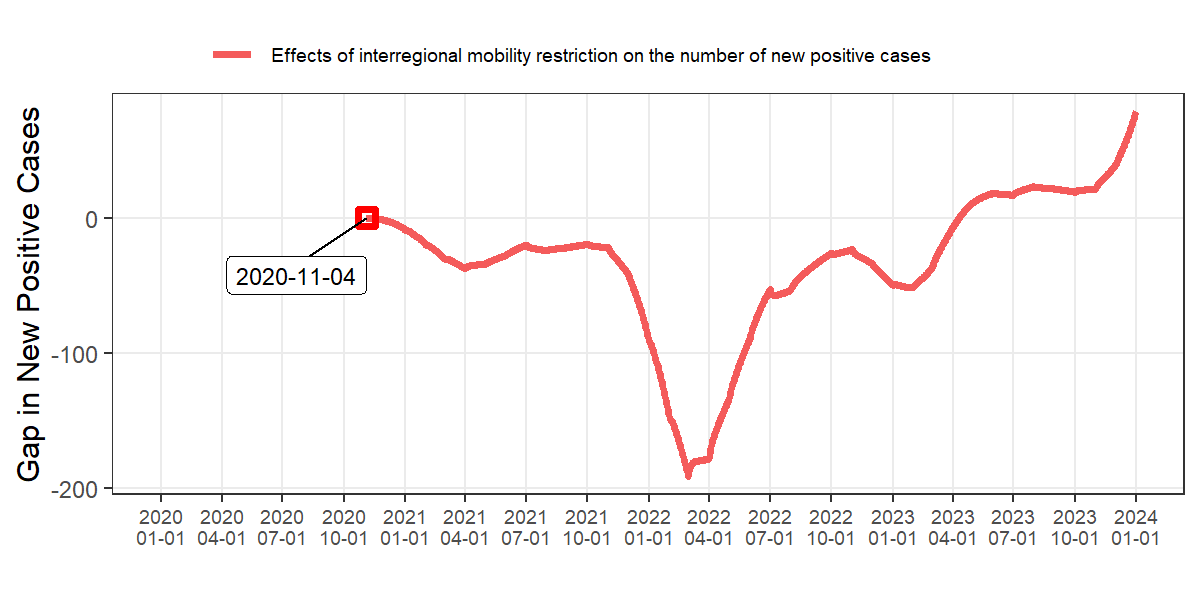 Effects of interregional mobility restriction on the number of new positive cases
Gap in New Positive Cases
0
-100
-200
2020-11-04
2020 2020 2020 2020 2021 2021 2021 2021 2022 2022 2022 2022 2023 2023 2023 2023 2024
01-01 04-01 07-01 10-01 01-01 04-01 07-01 10-01 01-01 04-01 07-01 10-01 01-01 04-01 07-01 10-01 01-01